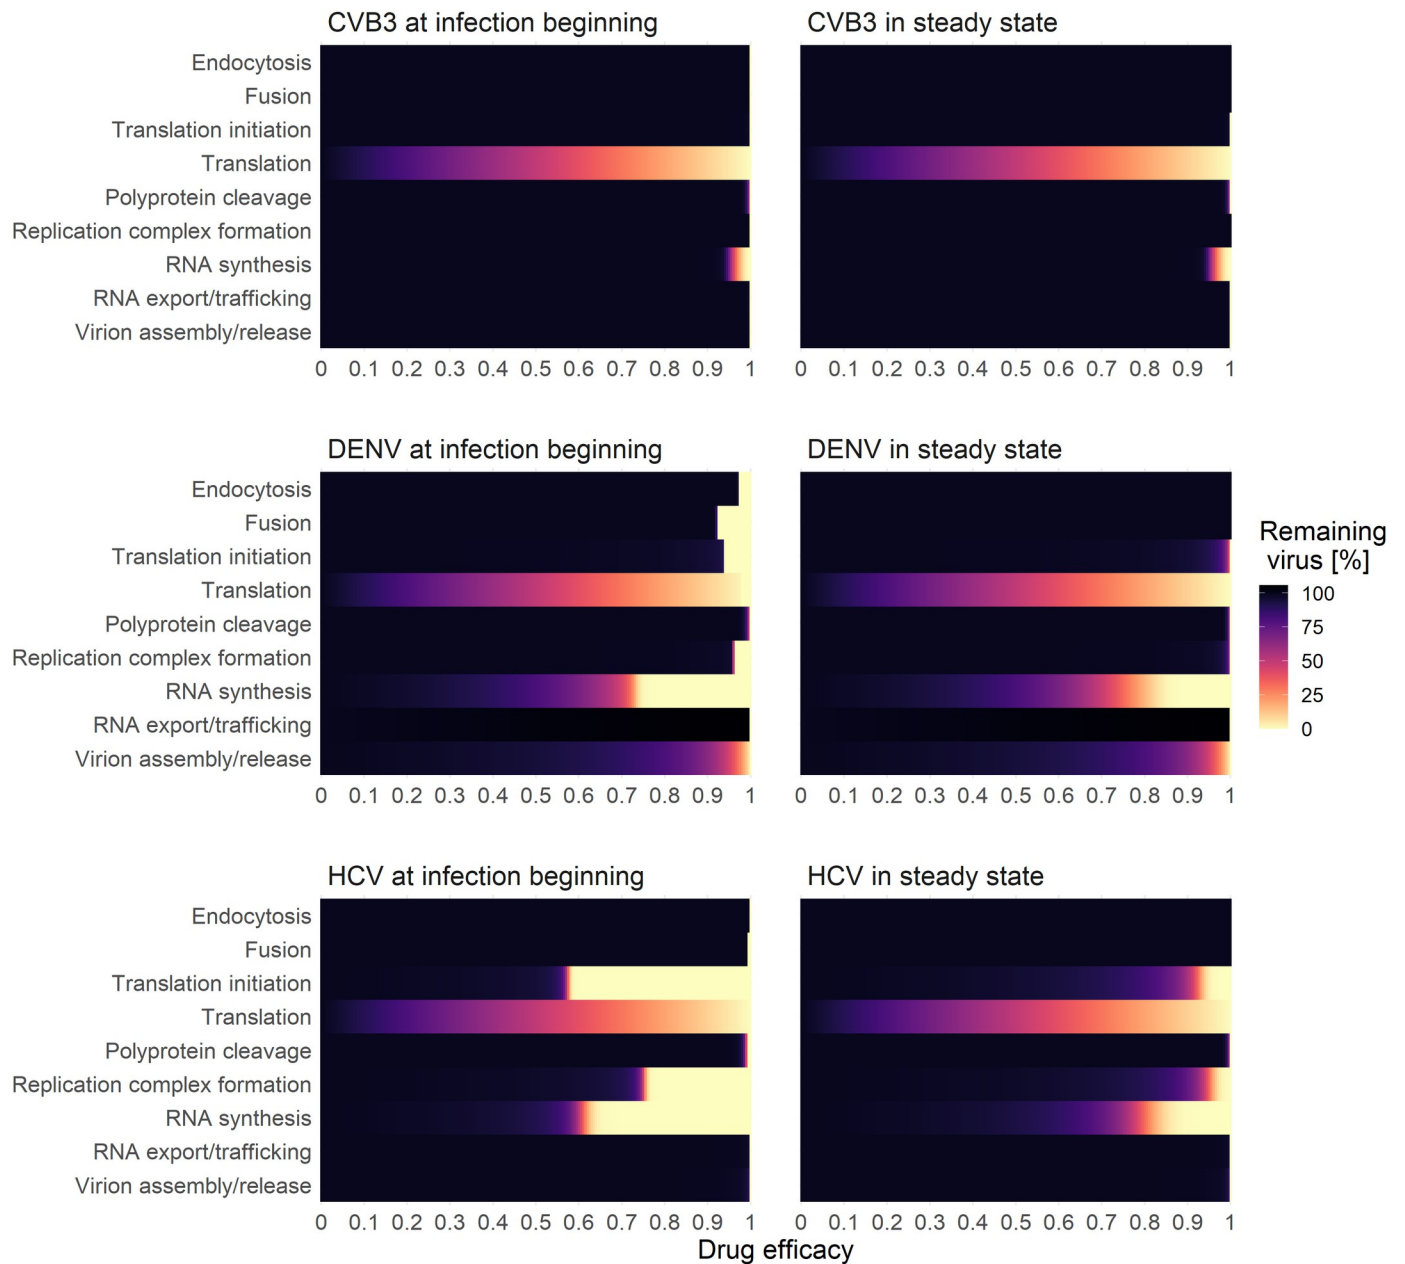 CVB3 at infection beginning
CVB3 in steady state
Endocytosis
Fusion
Translation initiation
Translation
Polyprotein cleavage
Replication complex formation
RNA synthesis
RNA export/trafficking
Virion assembly/release
0 0.1 0.2 0.3 0.4 0.5 0.6 0.7 0.8 0.9 1
0 0.1 0.2 0.3 0.4 0.5 0.6 0.7 0.8 0.9 1
DENV at infection beginning
DENV in steady state
Endocytosis
Fusion
Translation initiation
Translation
Polyprotein cleavage
Replication complex formation
RNA synthesis
RNA export/trafficking
Virion assembly/release
0 0.1 0.2 0.3 0.4 0.5 0.6 0.7 0.8 0.9 1
0 0.1 0.2 0.3 0.4 0.5 0.6 0.7 0.8 0.9 1
Remaining
virus [%]
100
75
50
25
0
HCV at infection beginning
HCV in steady state
Endocytosis
Fusion
Translation initiation
Translation
Polyprotein cleavage
Replication complex formation
RNA synthesis
RNA export/trafficking
Virion assembly/release
0 0.1 0.2 0.3 0.4 0.5 0.6 0.7 0.8 0.9 1
0 0.1 0.2 0.3 0.4 0.5 0.6 0.7 0.8 0.9 1
Drug efficacy